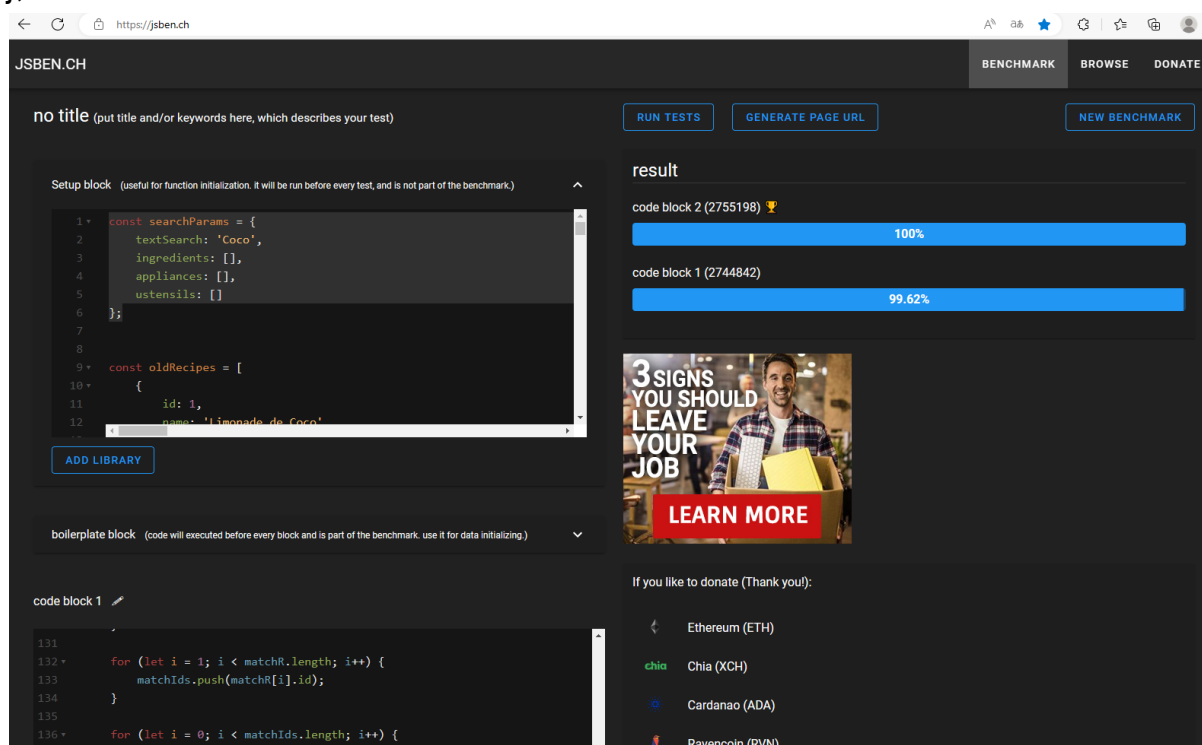 https://jsben.ch
JSBEN.CH
BENCHMARK
BROWSE
DONATE
no title (put title and/or keywords here, which describes your test)
RUN TESTS
GENERATE PAGE URL
NEW BENCHMARK
Setup block (useful for function initialization. it will be run before every test, and is not part of the benchmark.)
1 const searchParams = {
2 textSearch: 'Coco',
3 ingredients: [],
4 appliances: [],
5 ustensils: []
6 };
7
8
9 const oldRecipes = [
10 {
11 id: 1,
12 name: 'Limonade de Coco'
ADD LIBRARY
boilerplate block (code will executed before every block and is part of the benchmark. use it for data initializing.)
code block 1
131
132 for (let i = 1; i < matchR.length; i++) {
133 matchIds.push(matchR[i].id);
134 }
135
136 for (let i = 0; i < matchIds.length; i++) {
result
code block 2 (2755198)
100%
code block 1 (2744842)
99.62%
3 SIGNS
YOU SHOULD
LEAVE
YOUR
JOB
LEARN MORE
If you like to donate (Thank you!):
Ethereum (ETH)
chia Chia (XCH)
Cardanao (ADA)
Ravencoin (RVN)